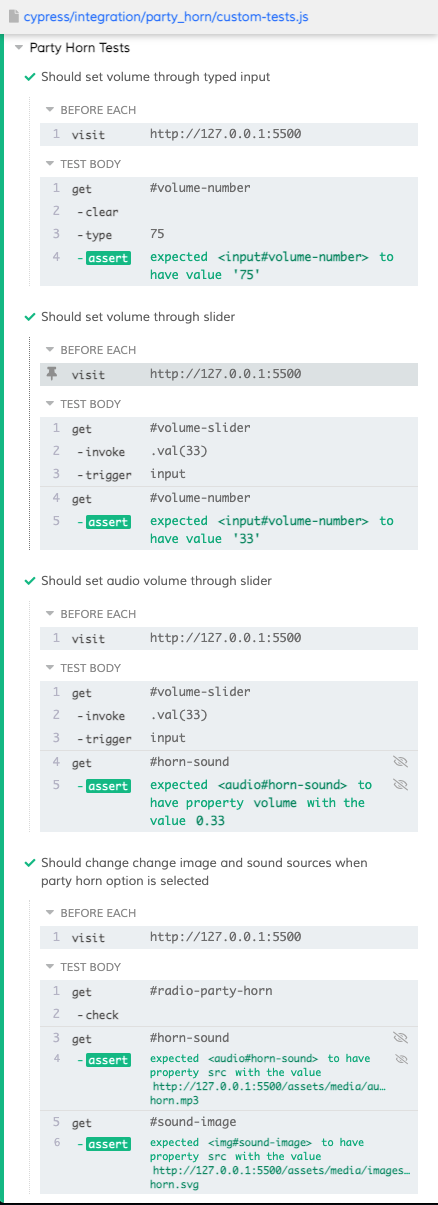 cypress/integration/party_horn/custom-tests.js
Party Horn Tests
Should set volume through typed input
BEFORE EACH
1 visit http://127.0.0.1:5500
TEST BODY
1 get #volume-number
2 -clear
3 -type 75
4 -assert expected <input#volume-number> to
have value '75'
Should set volume through slider
BEFORE EACH
visit http://127.0.0.1:5500
TEST BODY
1 get #volume-slider
2 -invoke .val(33)
3 -trigger input
4 get #volume-number
5 -assert expected <input#volume-number> to
have value '33'
Should set audio volume through slider
BEFORE EACH
1 visit http://127.0.0.1:5500
TEST BODY
1 get #volume-slider
2 -invoke .val(33)
3 -trigger input
4 get #horn-sound
5 -assert expected <audio#horn-sound> to
have property volume with the
value 0.33
Should change change image and sound sources when
party horn option is selected
BEFORE EACH
1 visit http://127.0.0.1:5500
TEST BODY
1 get #radio-party-horn
2 -check
3 get #horn-sound
4 -assert expected <audio#horn-sound> to have
property src with the value
http://127.0.0.1:5500/assets/media/au…
horn.mp3
5 get #sound-image
6 -assert expected <img#sound-image> to have
property src with the value
http://127.0.0.1:5500/assets/media/images…
horn.svg